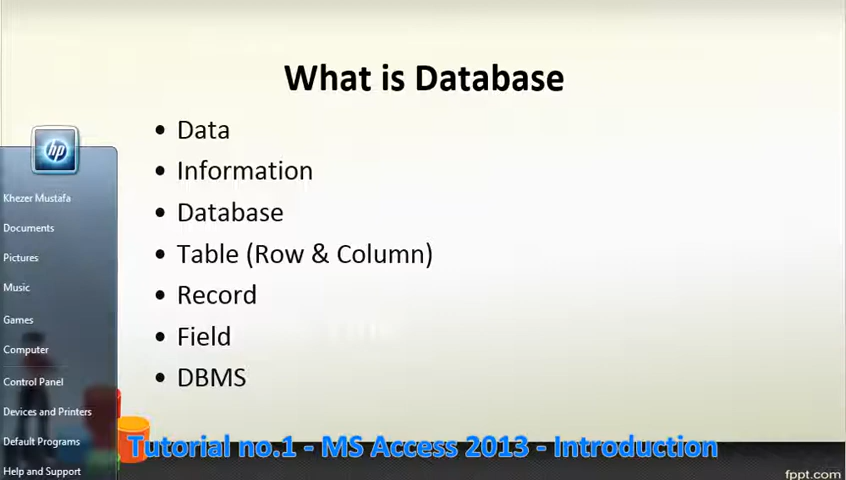 What is Database
• Data
• Information
• Database
• Table (Row & Column)
• Record
• Field
• DBMS
hp
Khezer Mustafa
Documents
Pictures
Music
Games
Computer
Control Panel
Devices and Printers
Default Programs
Help and Support
Tutorial no.1 - MS Access 2013 - Introduction
fppt.com